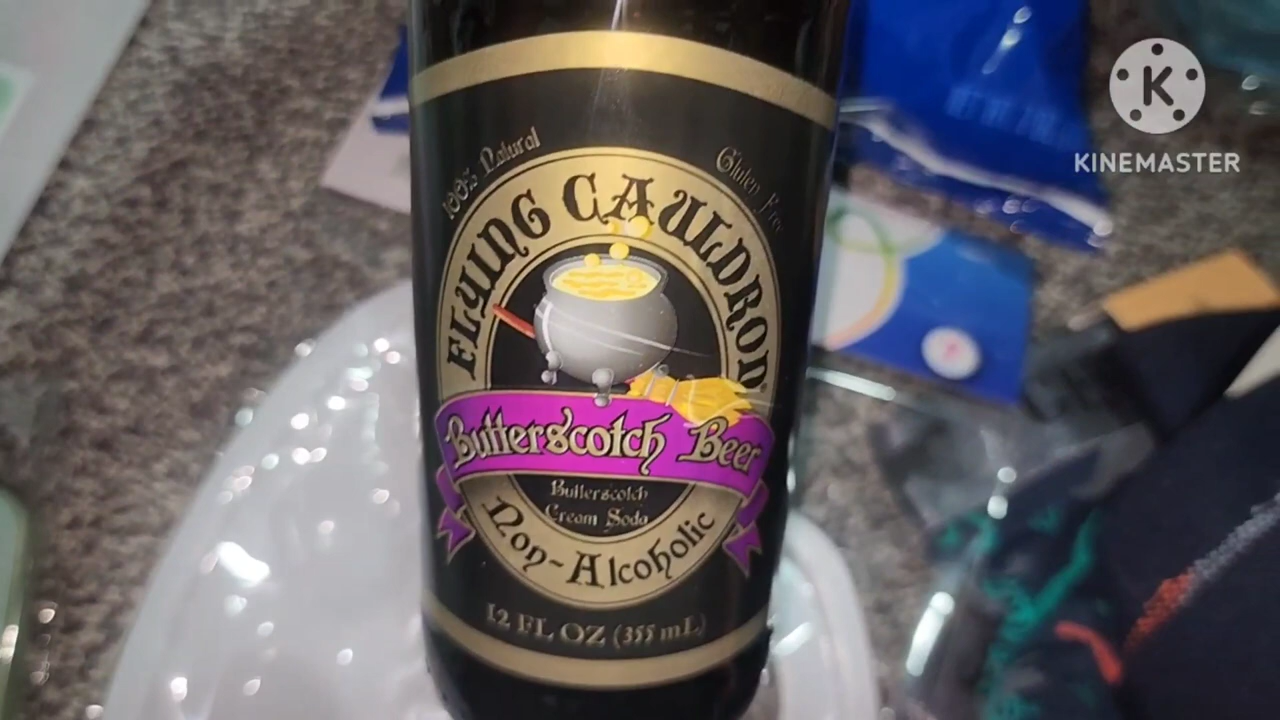 100% Natural
Gluten Free
FLYING CAULDRON
Butterscotch Beer
Butterscotch
Cream Soda
Non-Alcoholic
12 FL OZ (355 mL)
K
KINEMASTER